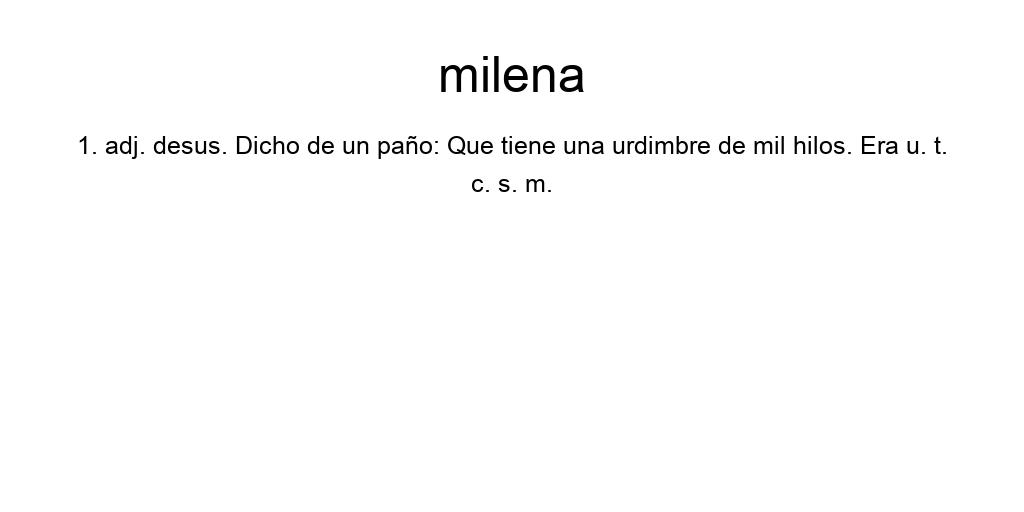 milena
1. adj. desus. Dicho de un paño: Que tiene una urdimbre de mil hilos. Era u. t.
c. s. m.